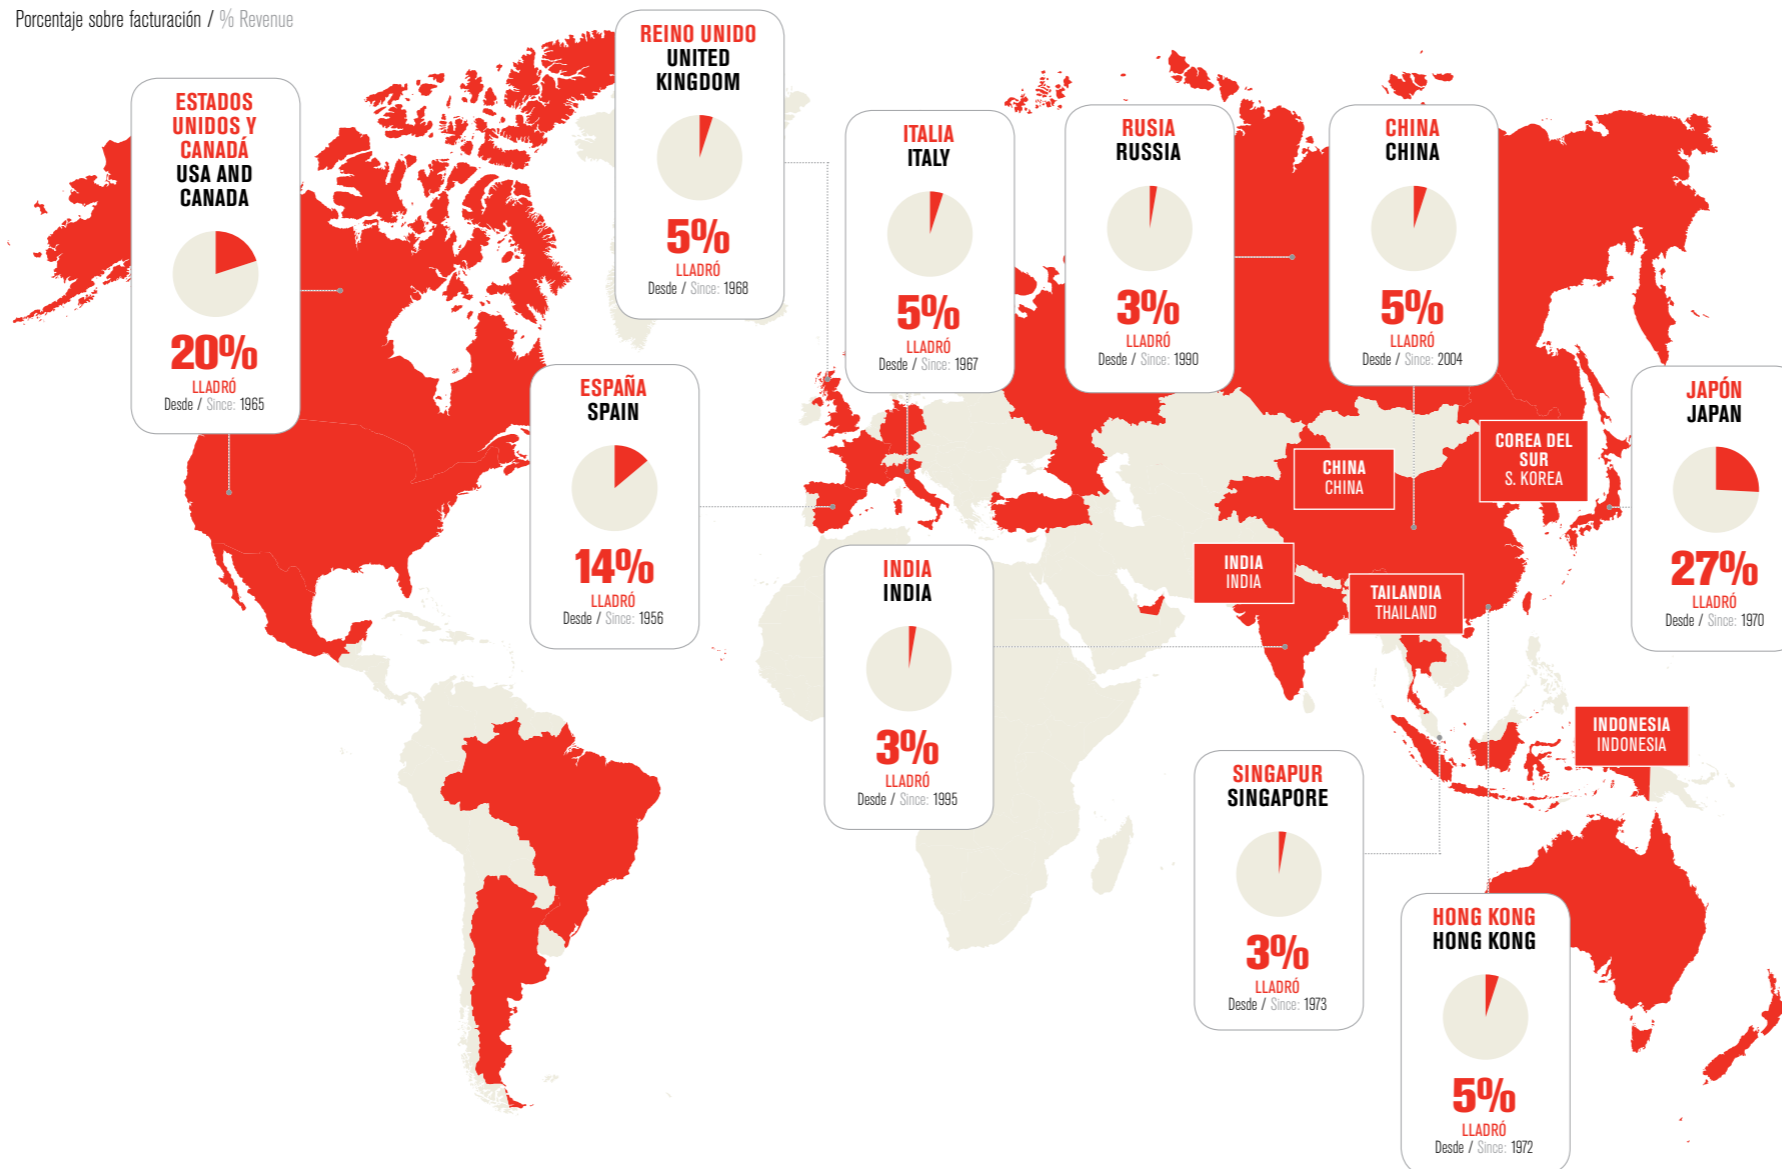 Porcentaje sobre facturación / % Revenue
ESTADOS
UNIDOS Y
CANADÁ
USA AND
CANADA
20%
LLADRÓ
Desde / Since: 1965
REINO UNIDO
UNITED
KINGDOM
5%
LLADRÓ
Desde / Since: 1968
ESPAÑA
SPAIN
14%
LLADRÓ
Desde / Since: 1956
ITALIA
ITALY
5%
LLADRÓ
Desde / Since: 1967
RUSIA
RUSSIA
3%
LLADRÓ
Desde / Since: 1990
CHINA
CHINA
5%
LLADRÓ
Desde / Since: 2004
JAPÓN
JAPAN
27%
LLADRÓ
Desde / Since: 1970
COREA DEL
SUR
S. KOREA
CHINA
CHINA
INDIA
INDIA
TAILANDIA
THAILAND
INDONESIA
INDONESIA
INDIA
INDIA
3%
LLADRÓ
Desde / Since: 1995
SINGAPUR
SINGAPORE
3%
LLADRÓ
Desde / Since: 1973
HONG KONG
HONG KONG
5%
LLADRÓ
Desde / Since: 1972